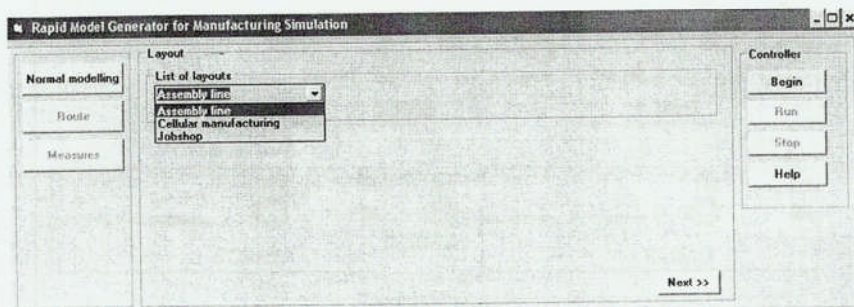 Rapid Model Generator for Manufacturing Simulation
Normal modelling
Route
Measures
Layout
List of layouts
Assembly line
Assembly line
Cellular manufacturing
Jobshop
Next >>
Controller
Begin
Run
Stop
Help